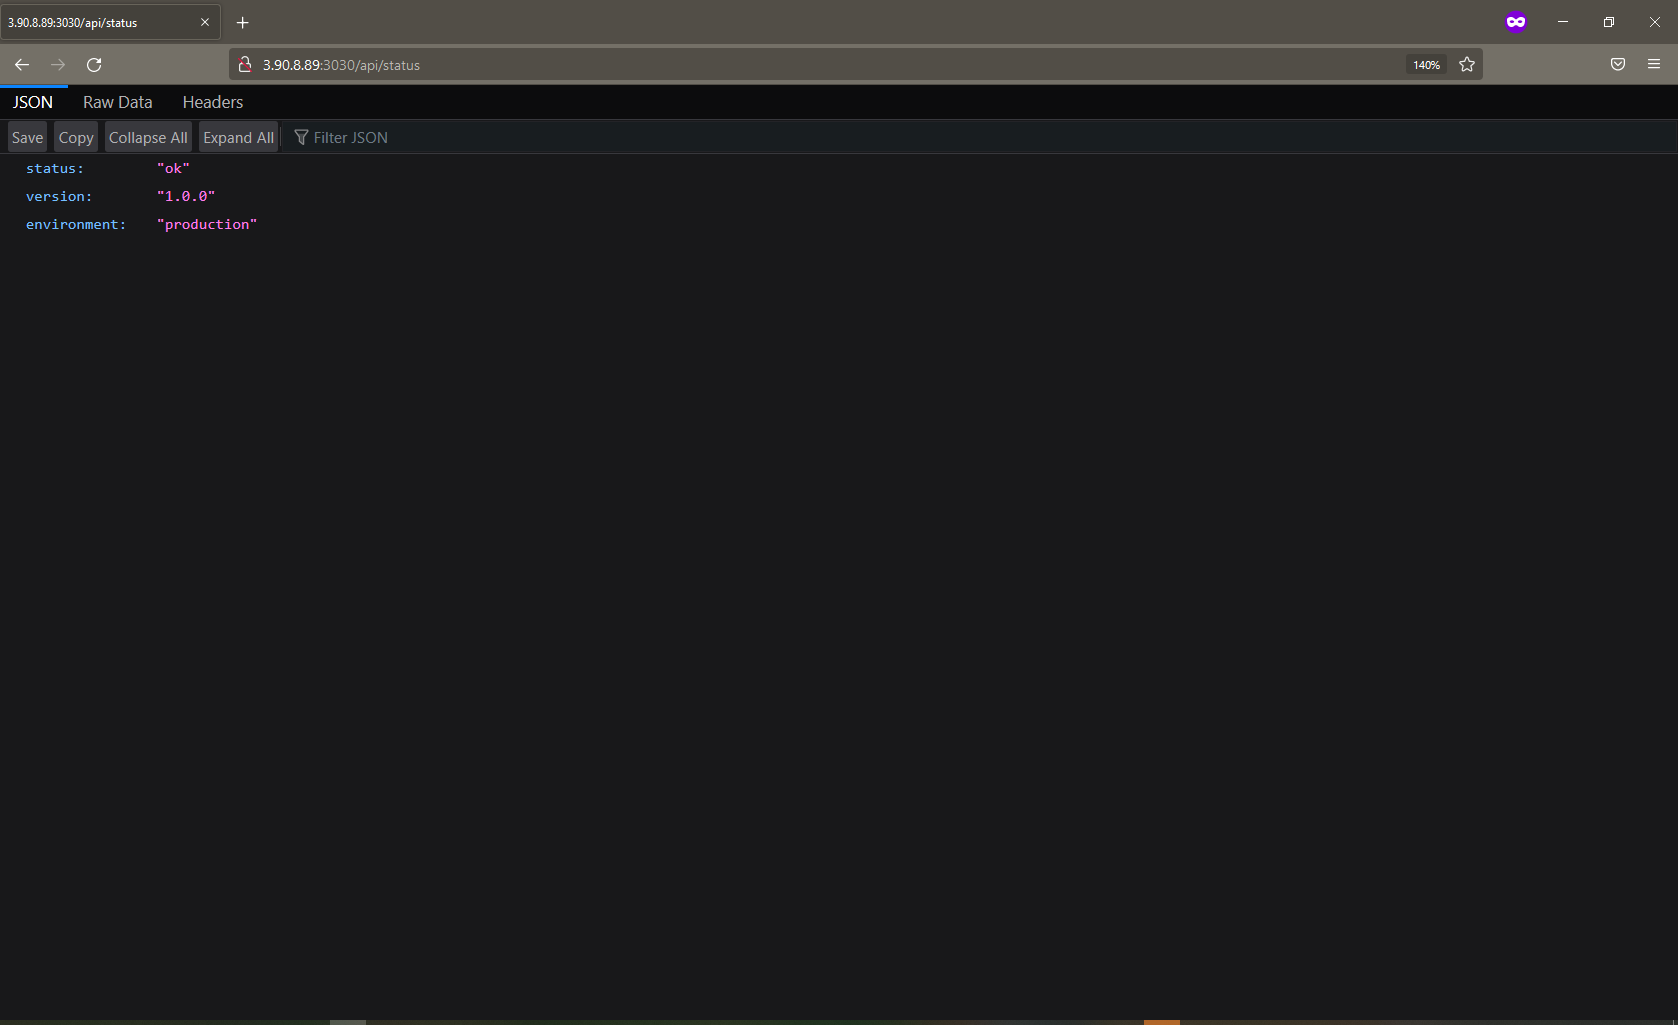 3.90.8.89:3030/api/status
3.90.8.89:3030/api/status 140%
JSON Raw Data Headers
Save Copy Collapse All Expand All Filter JSON
status: "ok"
version: "1.0.0"
environment: "production"